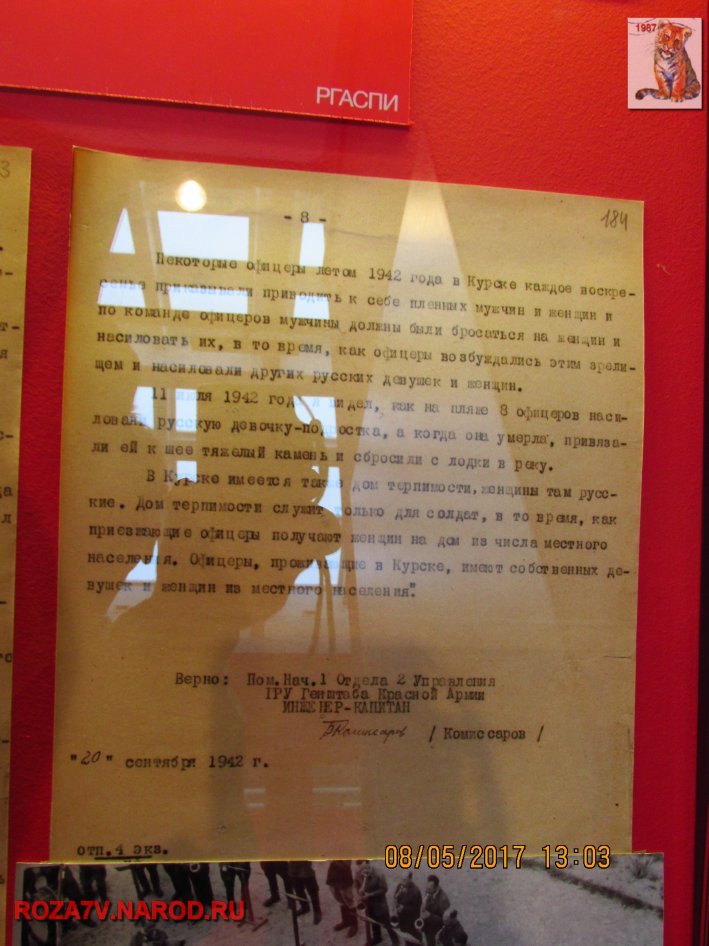 РГАСПИ
1987
- 8 -
184
Некоторые офицеры летом 1942 года в Курске каждое воскре-
сенье приказывали приводить к себе пленных мужчин и женщин и
по команде офицеров мужчины должны были бросаться на женщин и
насиловать их, в то время, как офицеры возбуждались этим зрели-
щем и насиловали других русских девушек и женщин.
11 июля 1942 года я видел, как на пляже 8 офицеров наси-
ловали русскую девочку-подростка, а когда она умерла, привяза-
ли ей к шее тяжелый камень и сбросили с лодки в реку.
В Курске имеется также дом терпимости, женщины там рус-
ские. Дом терпимости служит только для солдат, в то время, как
приезжающие офицеры получают женщин на дом из числа местного
населения. Офицеры, проживающие в Курске, имеют собственных де-
вушек и женщин из местного населения".
Верно: Пом.Нач.1 Отдела 2 Управления
ГРУ Генштаба Красной Армии
ИНЖЕНЕР-КАПИТАН
Комиссаров / Комиссаров /
"20" сентября 1942 г.
отп.4 экз.
08/05/2017 13:03
ROZA7V.NAROD.RU